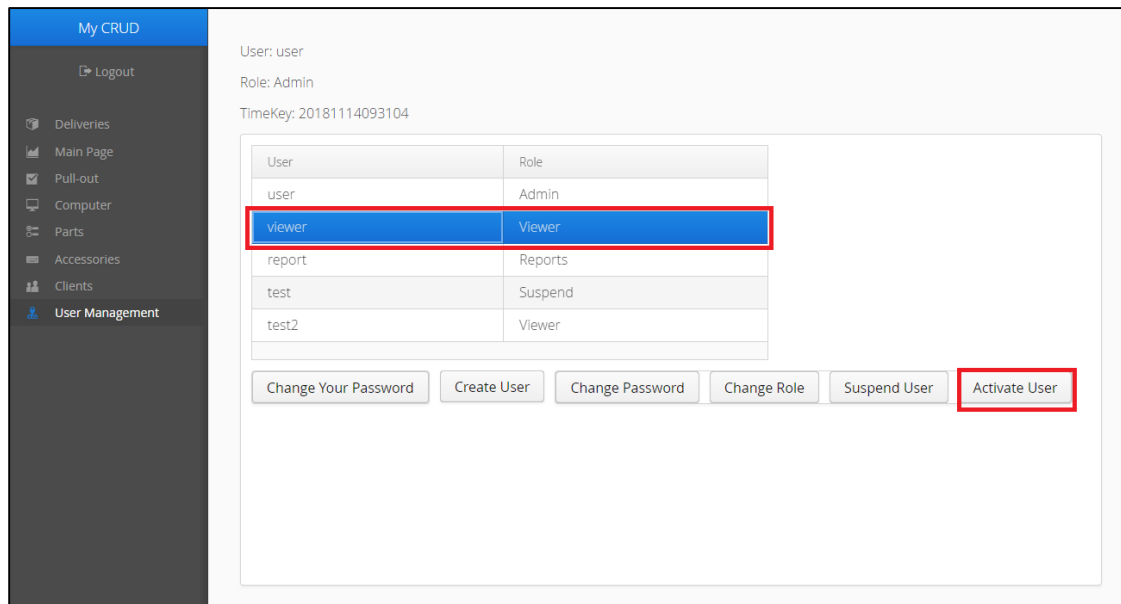 My CRUD
Logout
Deliveries
Main Page
Pull-out
Computer
Parts
Accessories
Clients
User Management
User: user
Role: Admin
TimeKey: 20181114093104
User Role
user Admin
viewer Viewer
report Reports
test Suspend
test2 Viewer
Change Your Password Create User Change Password Change Role Suspend User Activate User